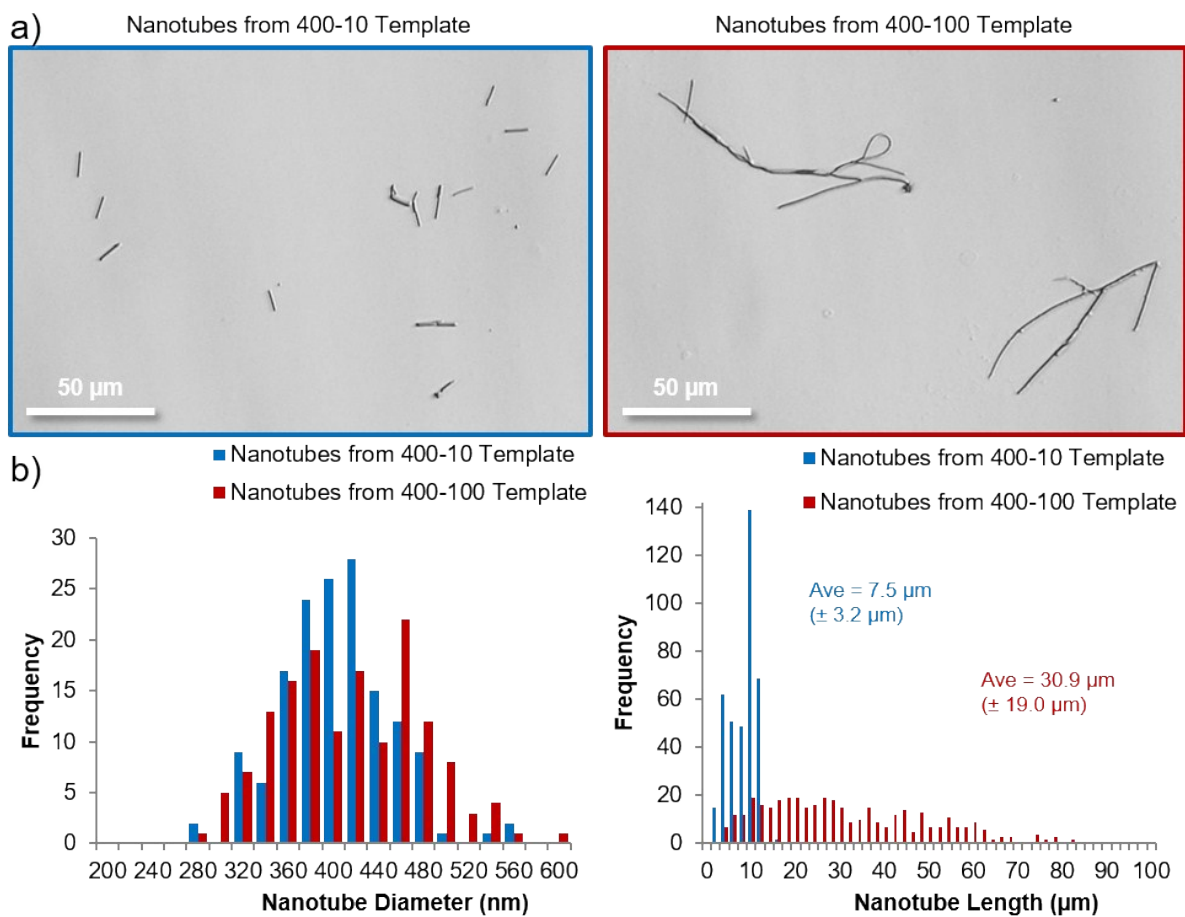 a)
Nanotubes from 400-10 Template
Nanotubes from 400-100 Template
50 µm
50 µm
b)
Nanotubes from 400-10 Template
Nanotubes from 400-100 Template
30
25
20
15
10
5
0
Frequency
200 240 280 320 360 400 440 480 520 560 600
Nanotube Diameter (nm)
Nanotubes from 400-10 Template
Nanotubes from 400-100 Template
140
120
100
80
60
40
20
0
Frequency
Ave = 7.5 µm
(± 3.2 µm)
Ave = 30.9 µm
(± 19.0 µm)
0 10 20 30 40 50 60 70 80 90 100
Nanotube Length (µm)